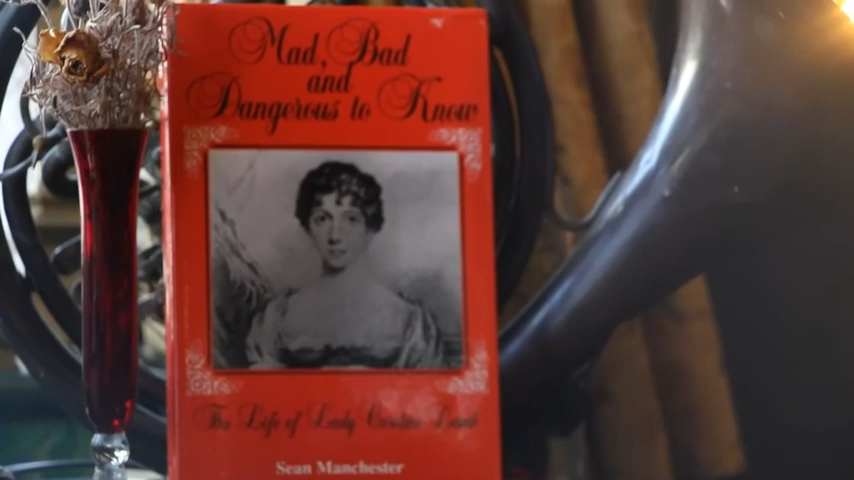 Mad, Bad
and
Dangerous to Know
The Life of Lady Caroline Lamb
Sean Manchester